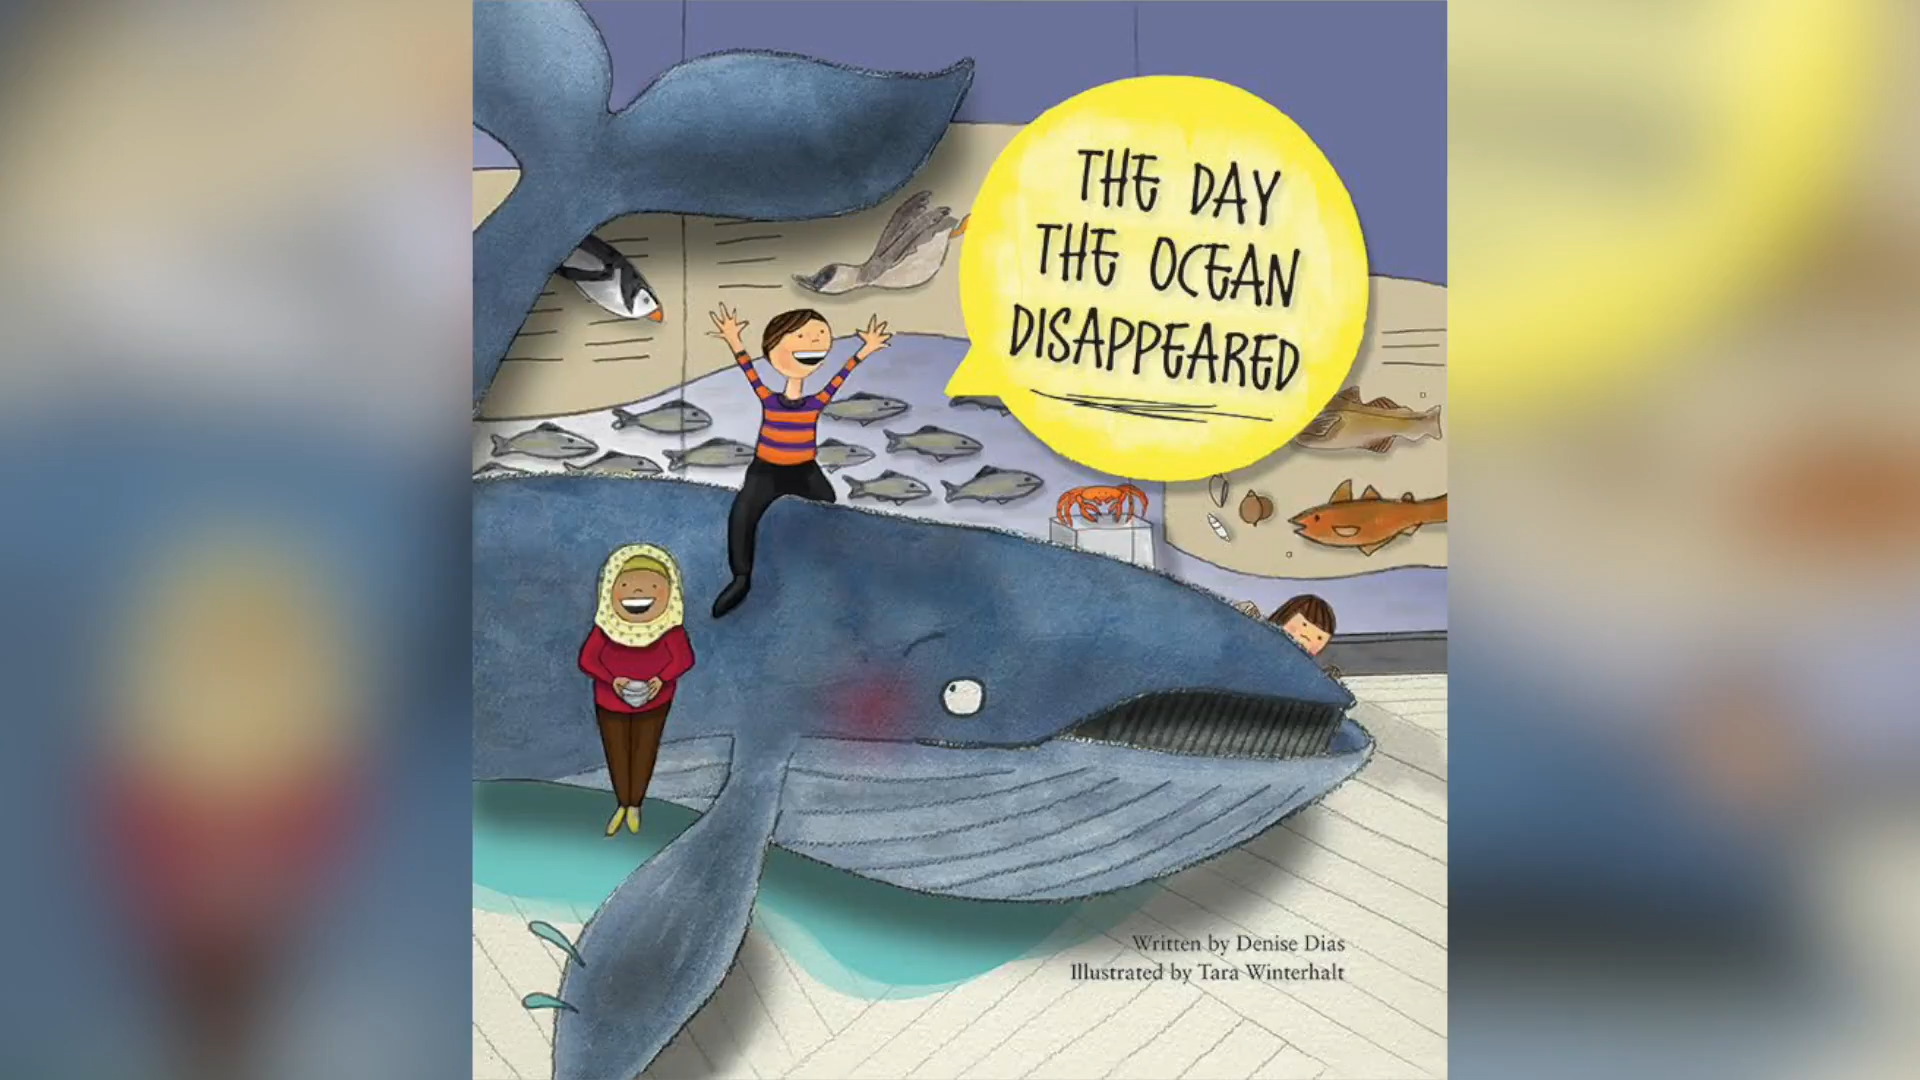 THE DAY
THE OCEAN
DISAPPEARED
Written by Denise Dias
Illustrated by Tara Winterhalt